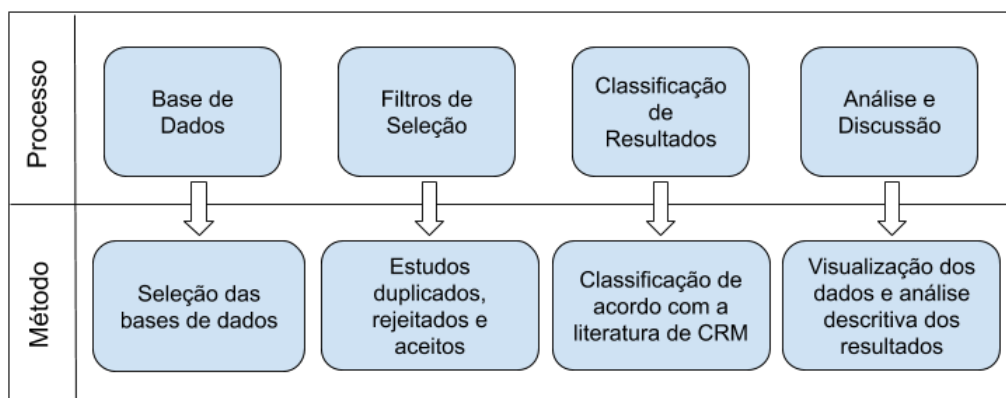 Processo
Base de
Dados
Filtros de
Seleção
Classificação
de
Resultados
Análise e
Discussão
Método
Seleção das
bases de dados
Estudos
duplicados,
rejeitados e
aceitos
Classificação de
acordo com a
literatura de CRM
Visualização dos
dados e análise
descritiva dos
resultados